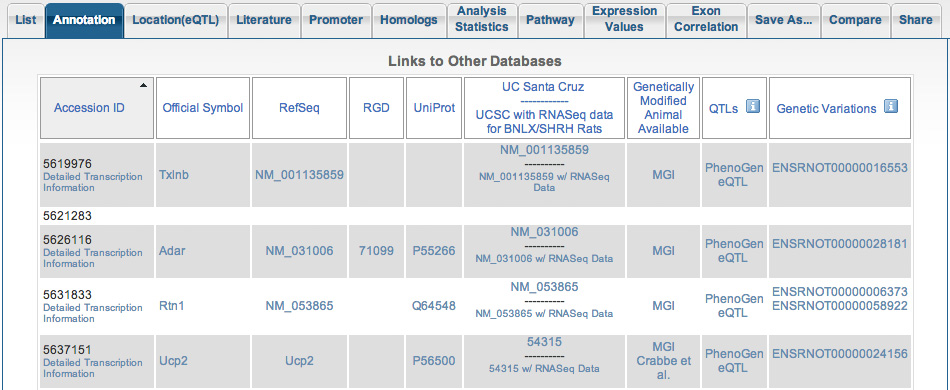 List Annotation Location(eQTL) Literature Promoter Homologs Analysis Statistics Pathway Expression Values Exon Correlation Save As... Compare Share
Links to Other Databases
Accession ID Official Symbol RefSeq RGD UniProt UC Santa Cruz
------------
UCSC with RNASeq data
for BNLX/SHRH Rats Genetically
Modified
Animal
Available QTLs Genetic Variations
5619976
Detailed Transcription
Information
Txlnb NM_001135859
NM_001135859
----------
NM_001135859 w/ RNASeq
Data
MGI
PhenoGen
eQTL
ENSRNOT00000016553
5621283
5626116
Detailed Transcription
Information
Adar NM_031006 71099 P55266
NM_031006
----------
NM_031006 w/ RNASeq Data
MGI
PhenoGen
eQTL
ENSRNOT00000028181
5631833
Detailed Transcription
Information
Rtn1 NM_053865 Q64548
NM_053865
----------
NM_053865 w/ RNASeq Data
MGI
PhenoGen
eQTL
ENSRNOT00000006373
ENSRNOT00000058922
5637151
Detailed Transcription
Information
Ucp2 Ucp2 P56500
54315
----------
54315 w/ RNASeq Data
MGI
Crabbe et
al.
PhenoGen
eQTL
ENSRNOT00000024156